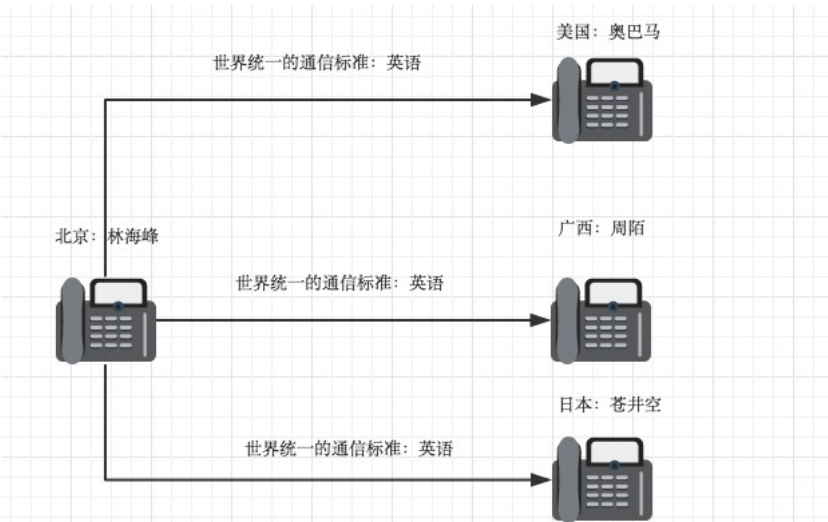 美国：奥巴马
世界统一的通信标准：英语
北京：林海峰
广西：周陌
世界统一的通信标准：英语
日本：苍井空
世界统一的通信标准：英语